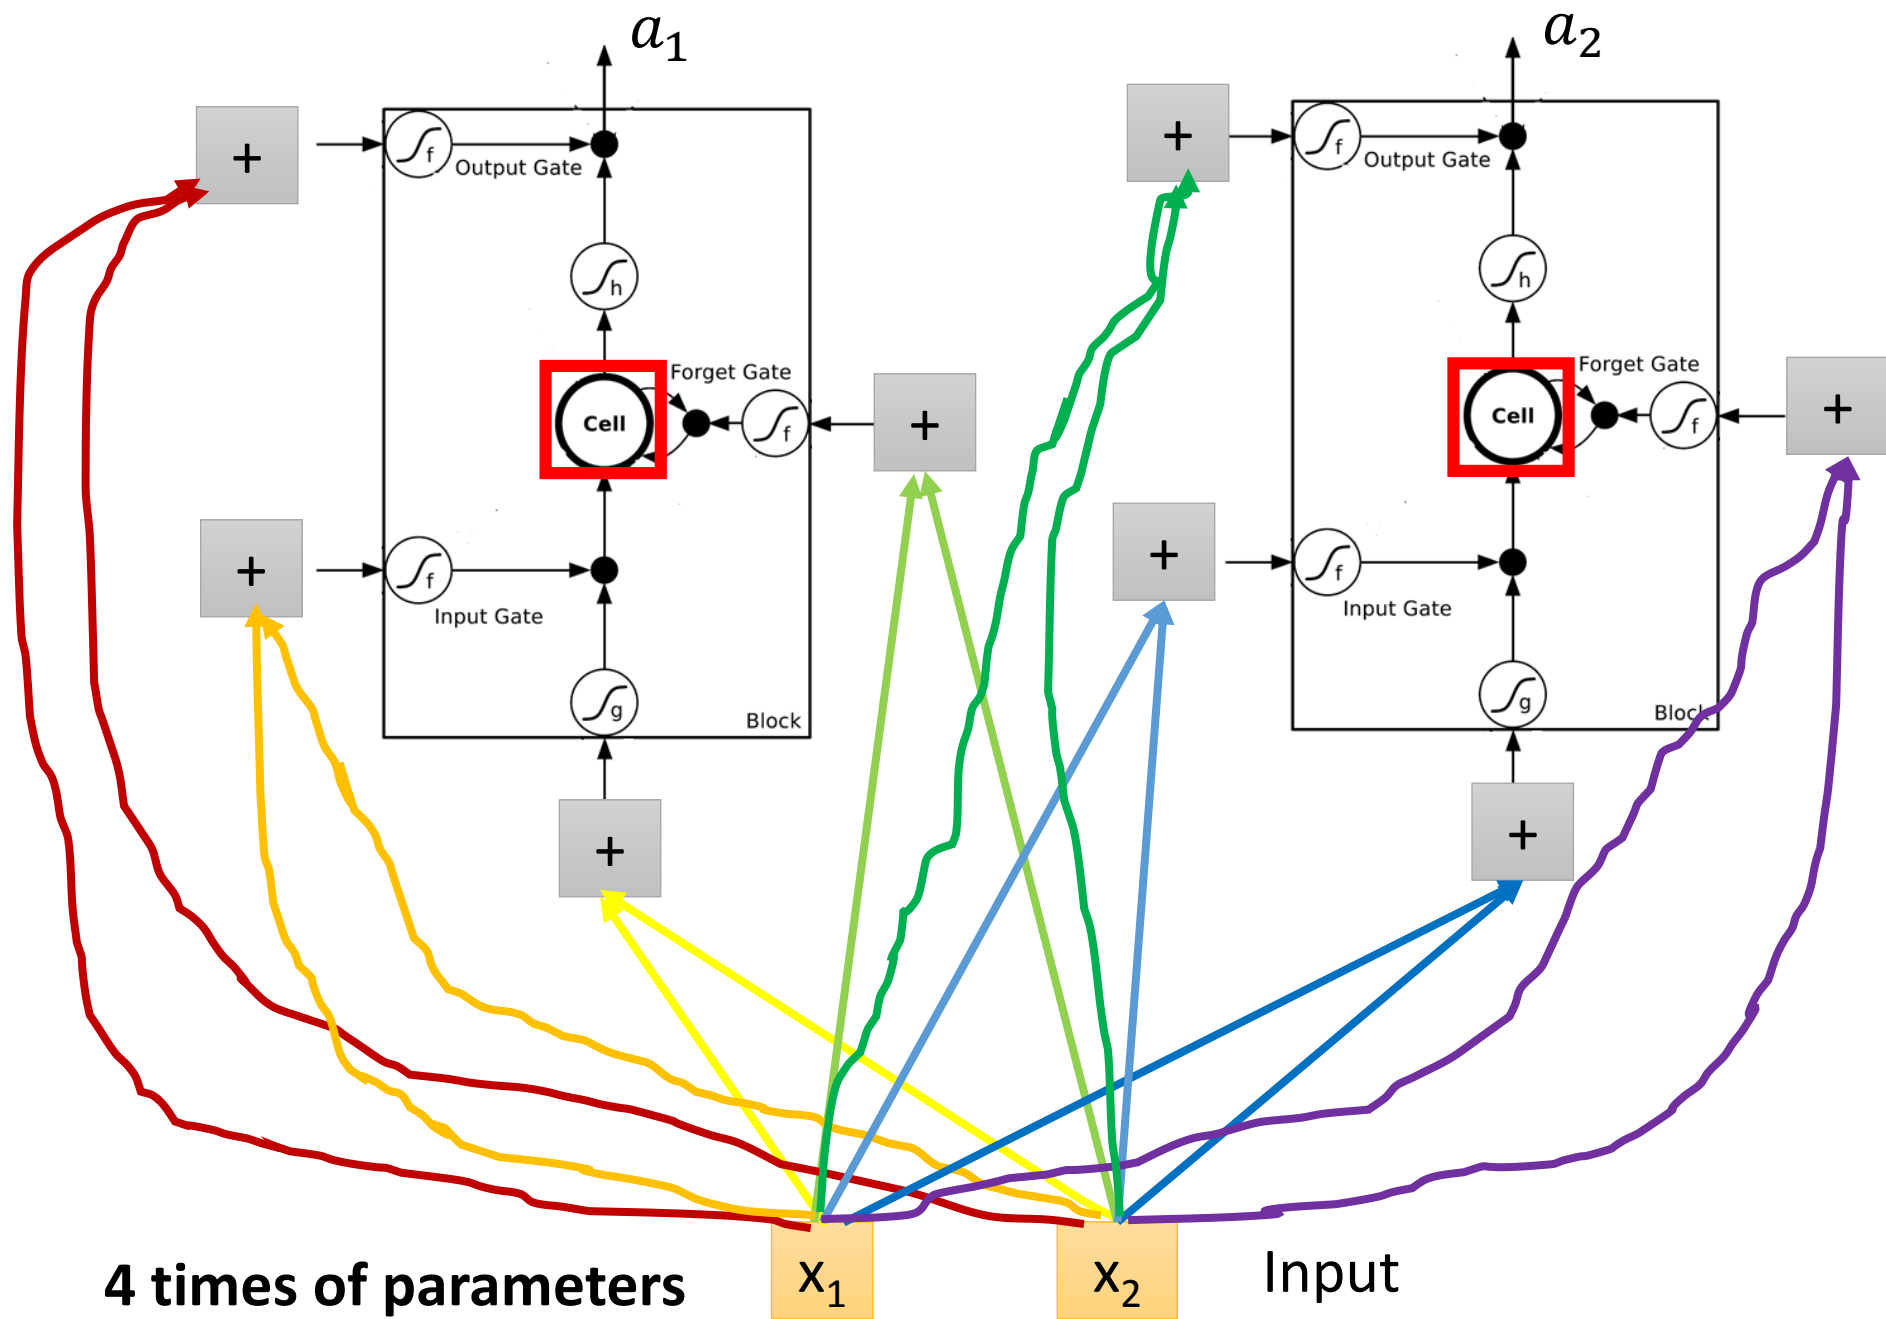 a₁
a₂
+
+
f
Output Gate
f
Output Gate
h
h
Forget Gate
Forget Gate
Cell
f
+
Cell
f
+
+
f
Input Gate
+
f
Input Gate
g
Block
g
Block
+
+
4 times of parameters
x₁
x₂
Input